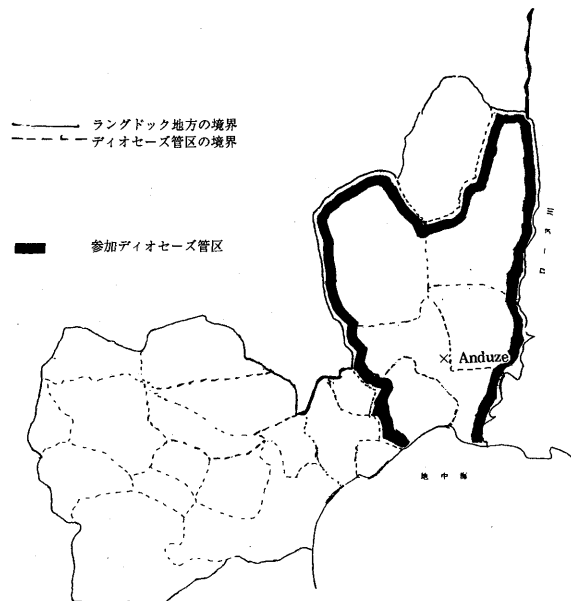 ラングドック地方の境界
ディオセーズ管区の境界
参加ディオセーズ管区
ローヌ川
Anduze
地中海